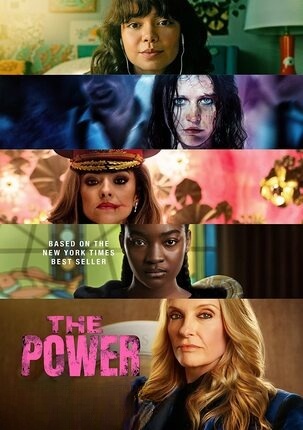 BASED ON THE
NEW YORK TIMES
BEST SELLER
THE
POWER